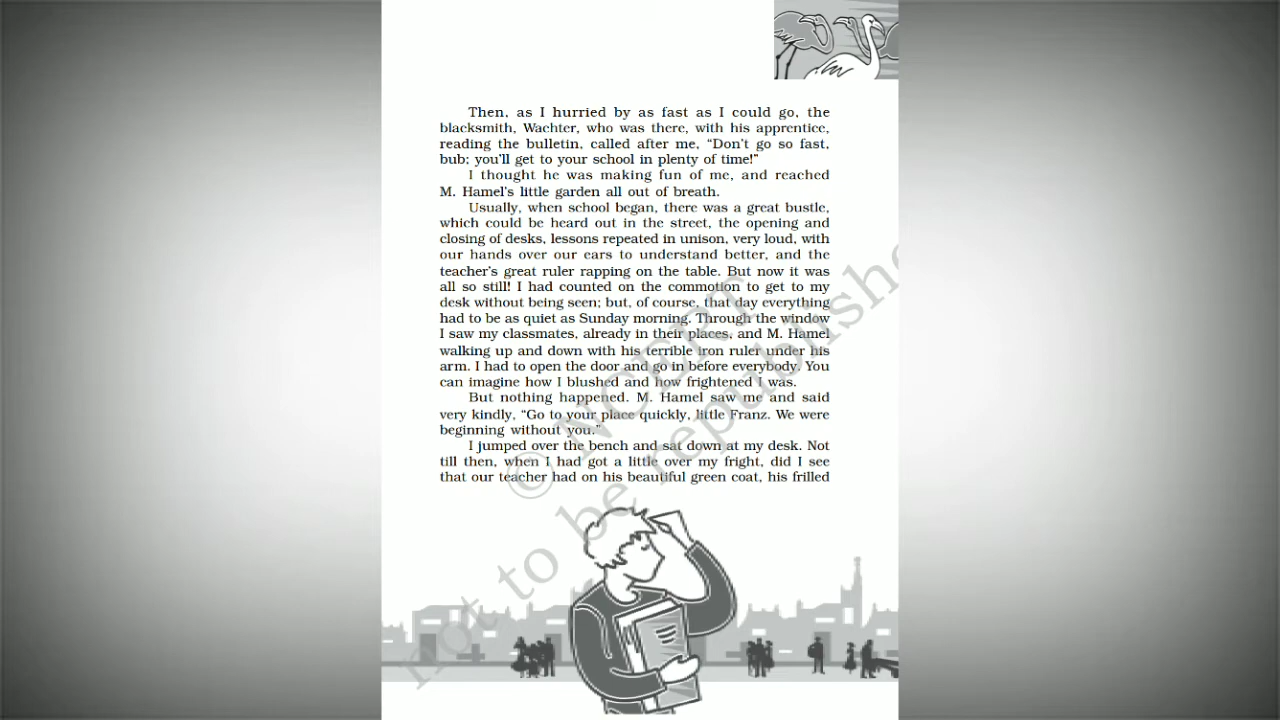 Then, as I hurried by as fast as I could go, the
blacksmith, Wachter, who was there, with his apprentice,
reading the bulletin, called after me, “Don't go so fast,
bub; you'll get to your school in plenty of time!”
I thought he was making fun of me, and reached
M. Hamel's little garden all out of breath.
Usually, when school began, there was a great bustle,
which could be heard out in the street, the opening and
closing of desks, lessons repeated in unison, very loud, with
our hands over our ears to understand better, and the
teacher's great ruler rapping on the table. But now it was
all so still! I had counted on the commotion to get to my
desk without being seen; but, of course, that day everything
had to be as quiet as Sunday morning. Through the window
I saw my classmates, already in their places, and M. Hamel
walking up and down with his terrible iron ruler under his
arm. I had to open the door and go in before everybody. You
can imagine how I blushed and how frightened I was.
But nothing happened. M. Hamel saw me and said
very kindly, “Go to your place quickly, little Franz. We were
beginning without you.”
I jumped over the bench and sat down at my desk. Not
till then, when I had got a little over my fright, did I see
that our teacher had on his beautiful green coat, his frilled
© NCERT
not to be republishe